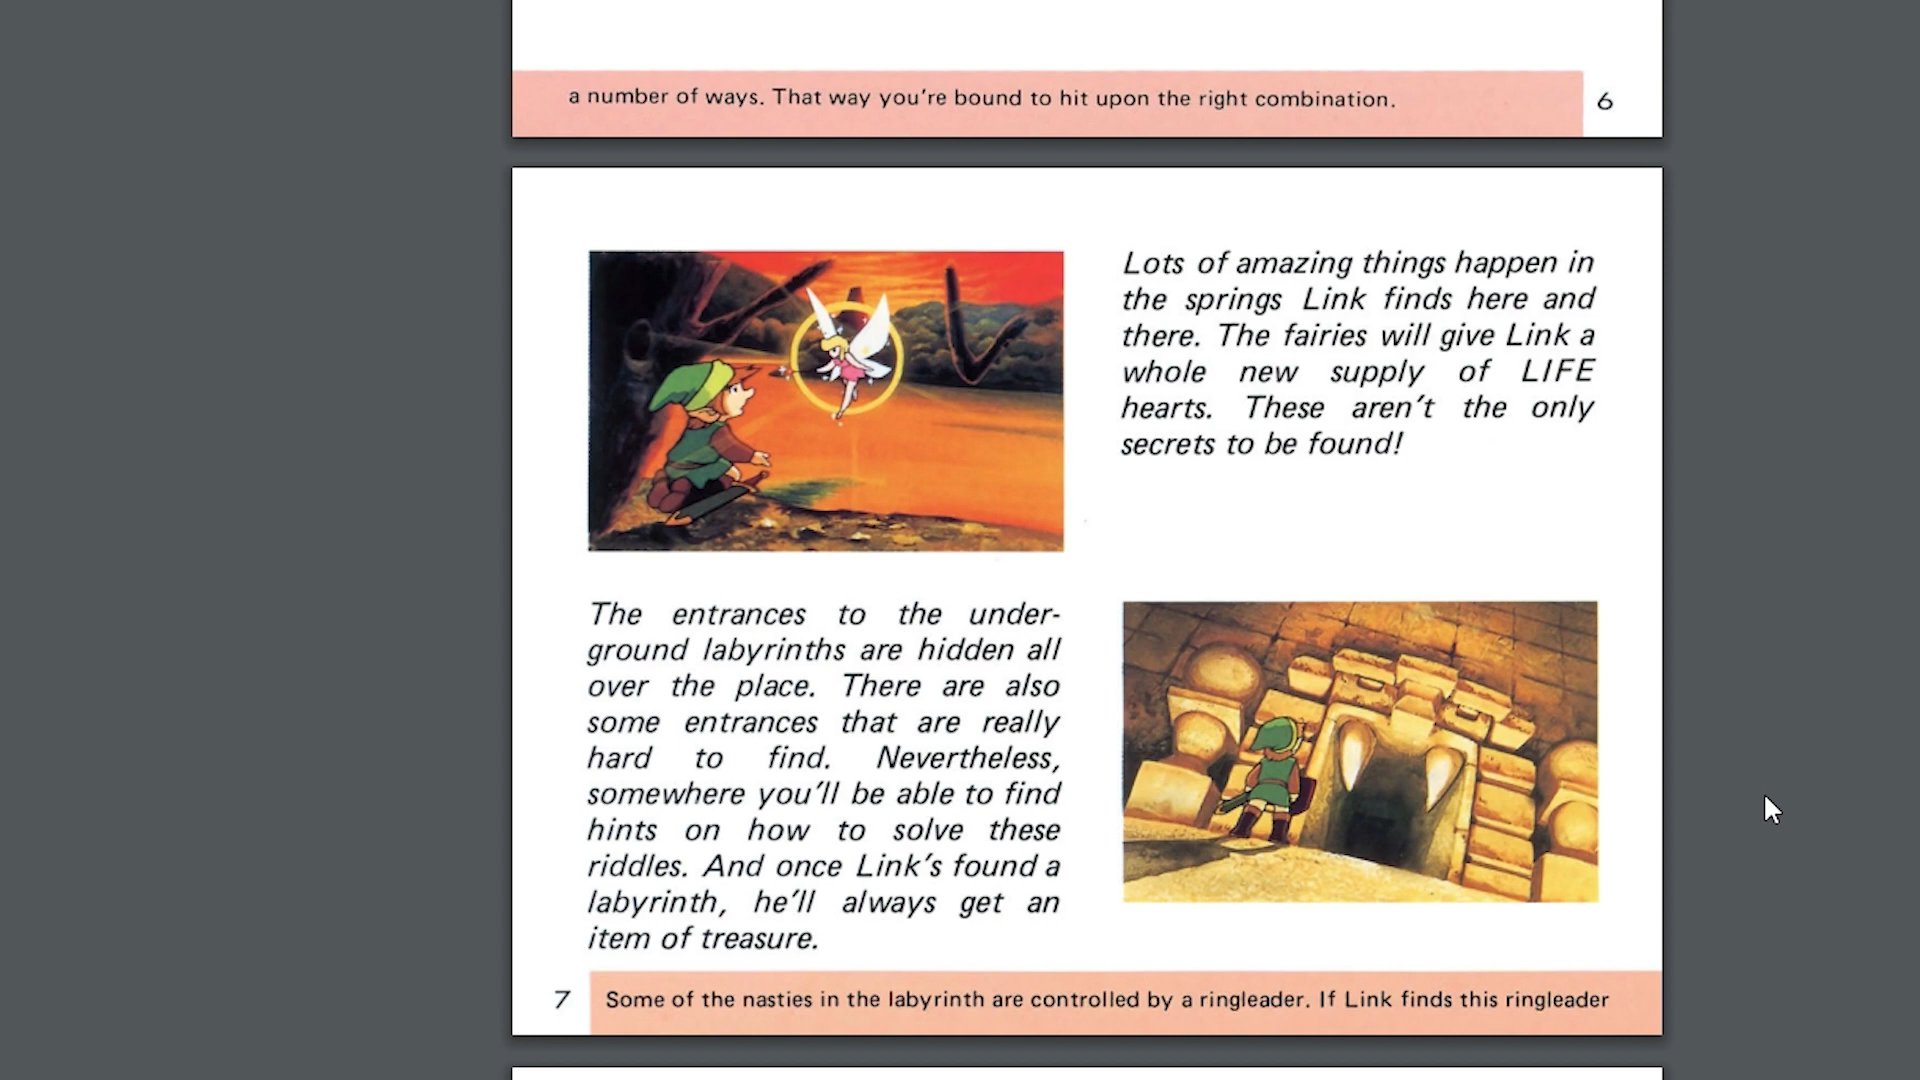 a number of ways. That way you're bound to hit upon the right combination.
6
Lots of amazing things happen in
the springs Link finds here and
there. The fairies will give Link a
whole new supply of LIFE
hearts. These aren't the only
secrets to be found!
The entrances to the under-
ground labyrinths are hidden all
over the place. There are also
some entrances that are really
hard to find. Nevertheless,
somewhere you'll be able to find
hints on how to solve these
riddles. And once Link's found a
labyrinth, he'll always get an
item of treasure.
7
Some of the nasties in the labyrinth are controlled by a ringleader. If Link finds this ringleader